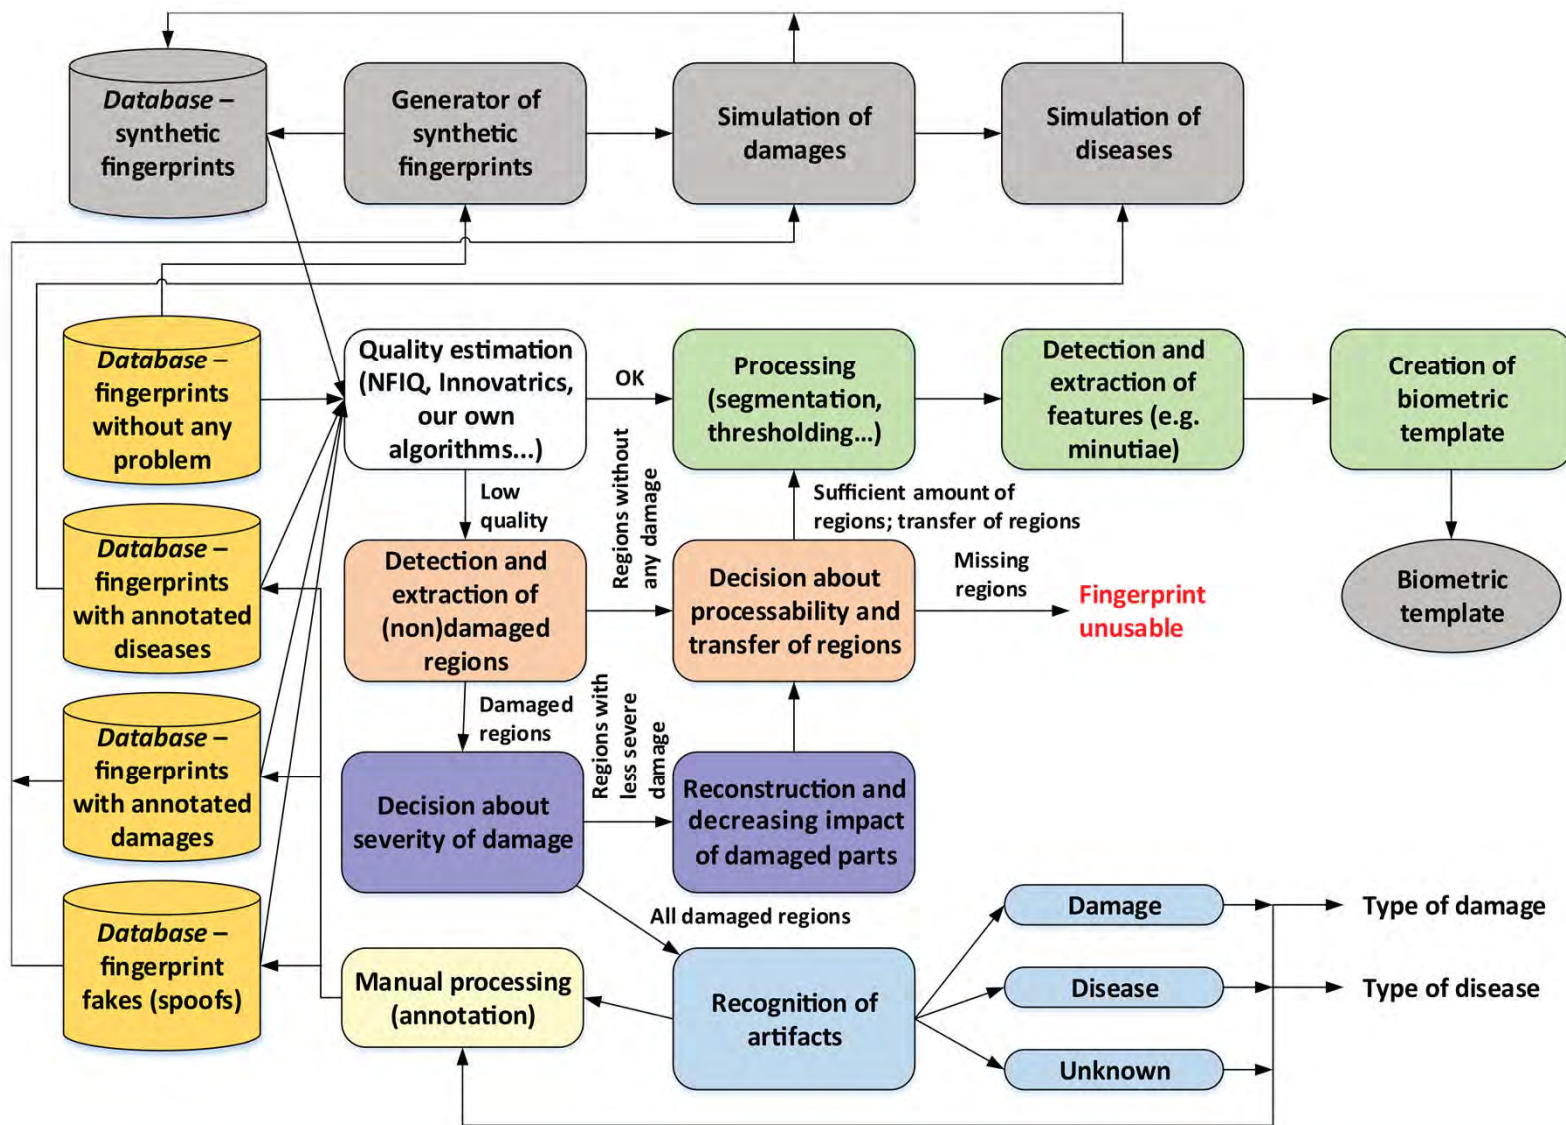 Database –
synthetic
fingerprints
Generator of
synthetic
fingerprints
Simulation of
damages
Simulation of
diseases
Database –
fingerprints
without any
problem
Quality estimation
(NFIQ, Innovatrics,
our own
algorithms...)
OK
Processing
(segmentation,
thresholding...)
Detection and
extraction of
features (e.g.
minutiae)
Creation of
biometric
template
Low
quality
Regions without
any damage
Sufficient amount of
regions; transfer of regions
Database –
fingerprints
with annotated
diseases
Detection and
extraction of
(non)damaged
regions
Decision about
processability and
transfer of regions
Missing
regions
Fingerprint
unusable
Biometric
template
Damaged
regions
Regions with
less severe
damage
Database –
fingerprints
with annotated
damages
Decision about
severity of damage
Reconstruction and
decreasing impact
of damaged parts
All damaged regions
Database –
fingerprint
fakes (spoofs)
Manual processing
(annotation)
Recognition of
artifacts
Damage
Type of damage
Disease
Type of disease
Unknown